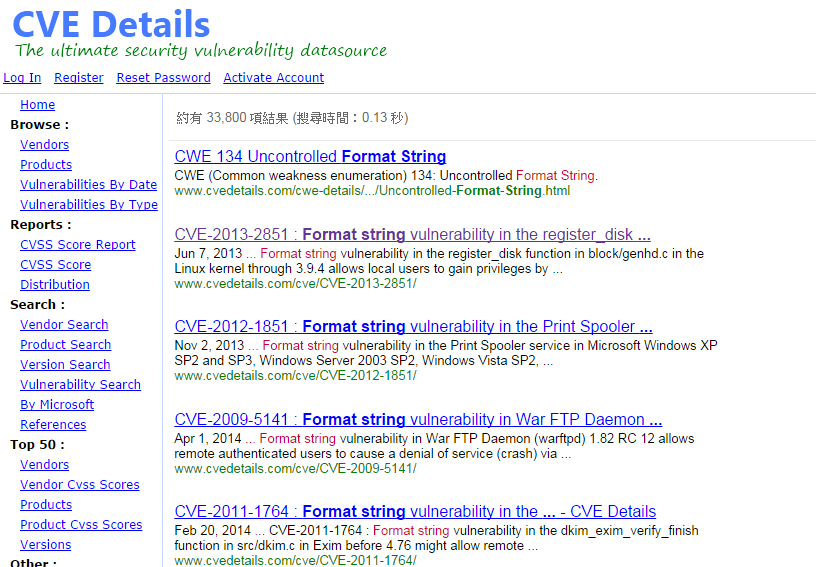 CVE Details
The ultimate security vulnerability datasource
Log In Register Reset Password Activate Account
Home
Browse :
Vendors
Products
Vulnerabilities By Date
Vulnerabilities By Type
Reports :
CVSS Score Report
CVSS Score
Distribution
Search :
Vendor Search
Product Search
Version Search
Vulnerability Search
By Microsoft
References
Top 50 :
Vendors
Vendor Cvss Scores
Products
Product Cvss Scores
Versions
Other :
約有 33,800 項結果 (搜尋時間：0.13 秒)
CWE 134 Uncontrolled Format String
CWE (Common weakness enumeration) 134: Uncontrolled Format String.
www.cvedetails.com/cwe-details/.../Uncontrolled-Format-String.html
CVE-2013-2851 : Format string vulnerability in the register_disk ...
Jun 7, 2013 ... Format string vulnerability in the register_disk function in block/genhd.c in the
Linux kernel through 3.9.4 allows local users to gain privileges by ...
www.cvedetails.com/cve/CVE-2013-2851/
CVE-2012-1851 : Format string vulnerability in the Print Spooler ...
Nov 2, 2013 ... Format string vulnerability in the Print Spooler service in Microsoft Windows XP
SP2 and SP3, Windows Server 2003 SP2, Windows Vista SP2, ...
www.cvedetails.com/cve/CVE-2012-1851/
CVE-2009-5141 : Format string vulnerability in War FTP Daemon ...
Apr 1, 2014 ... Format string vulnerability in War FTP Daemon (warftpd) 1.82 RC 12 allows
remote authenticated users to cause a denial of service (crash) via ...
www.cvedetails.com/cve/CVE-2009-5141/
CVE-2011-1764 : Format string vulnerability in the ... - CVE Details
Feb 20, 2014 ... CVE-2011-1764 : Format string vulnerability in the dkim_exim_verify_finish
function in src/dkim.c in Exim before 4.76 might allow remote ...
www.cvedetails.com/cve/CVE-2011-1764/